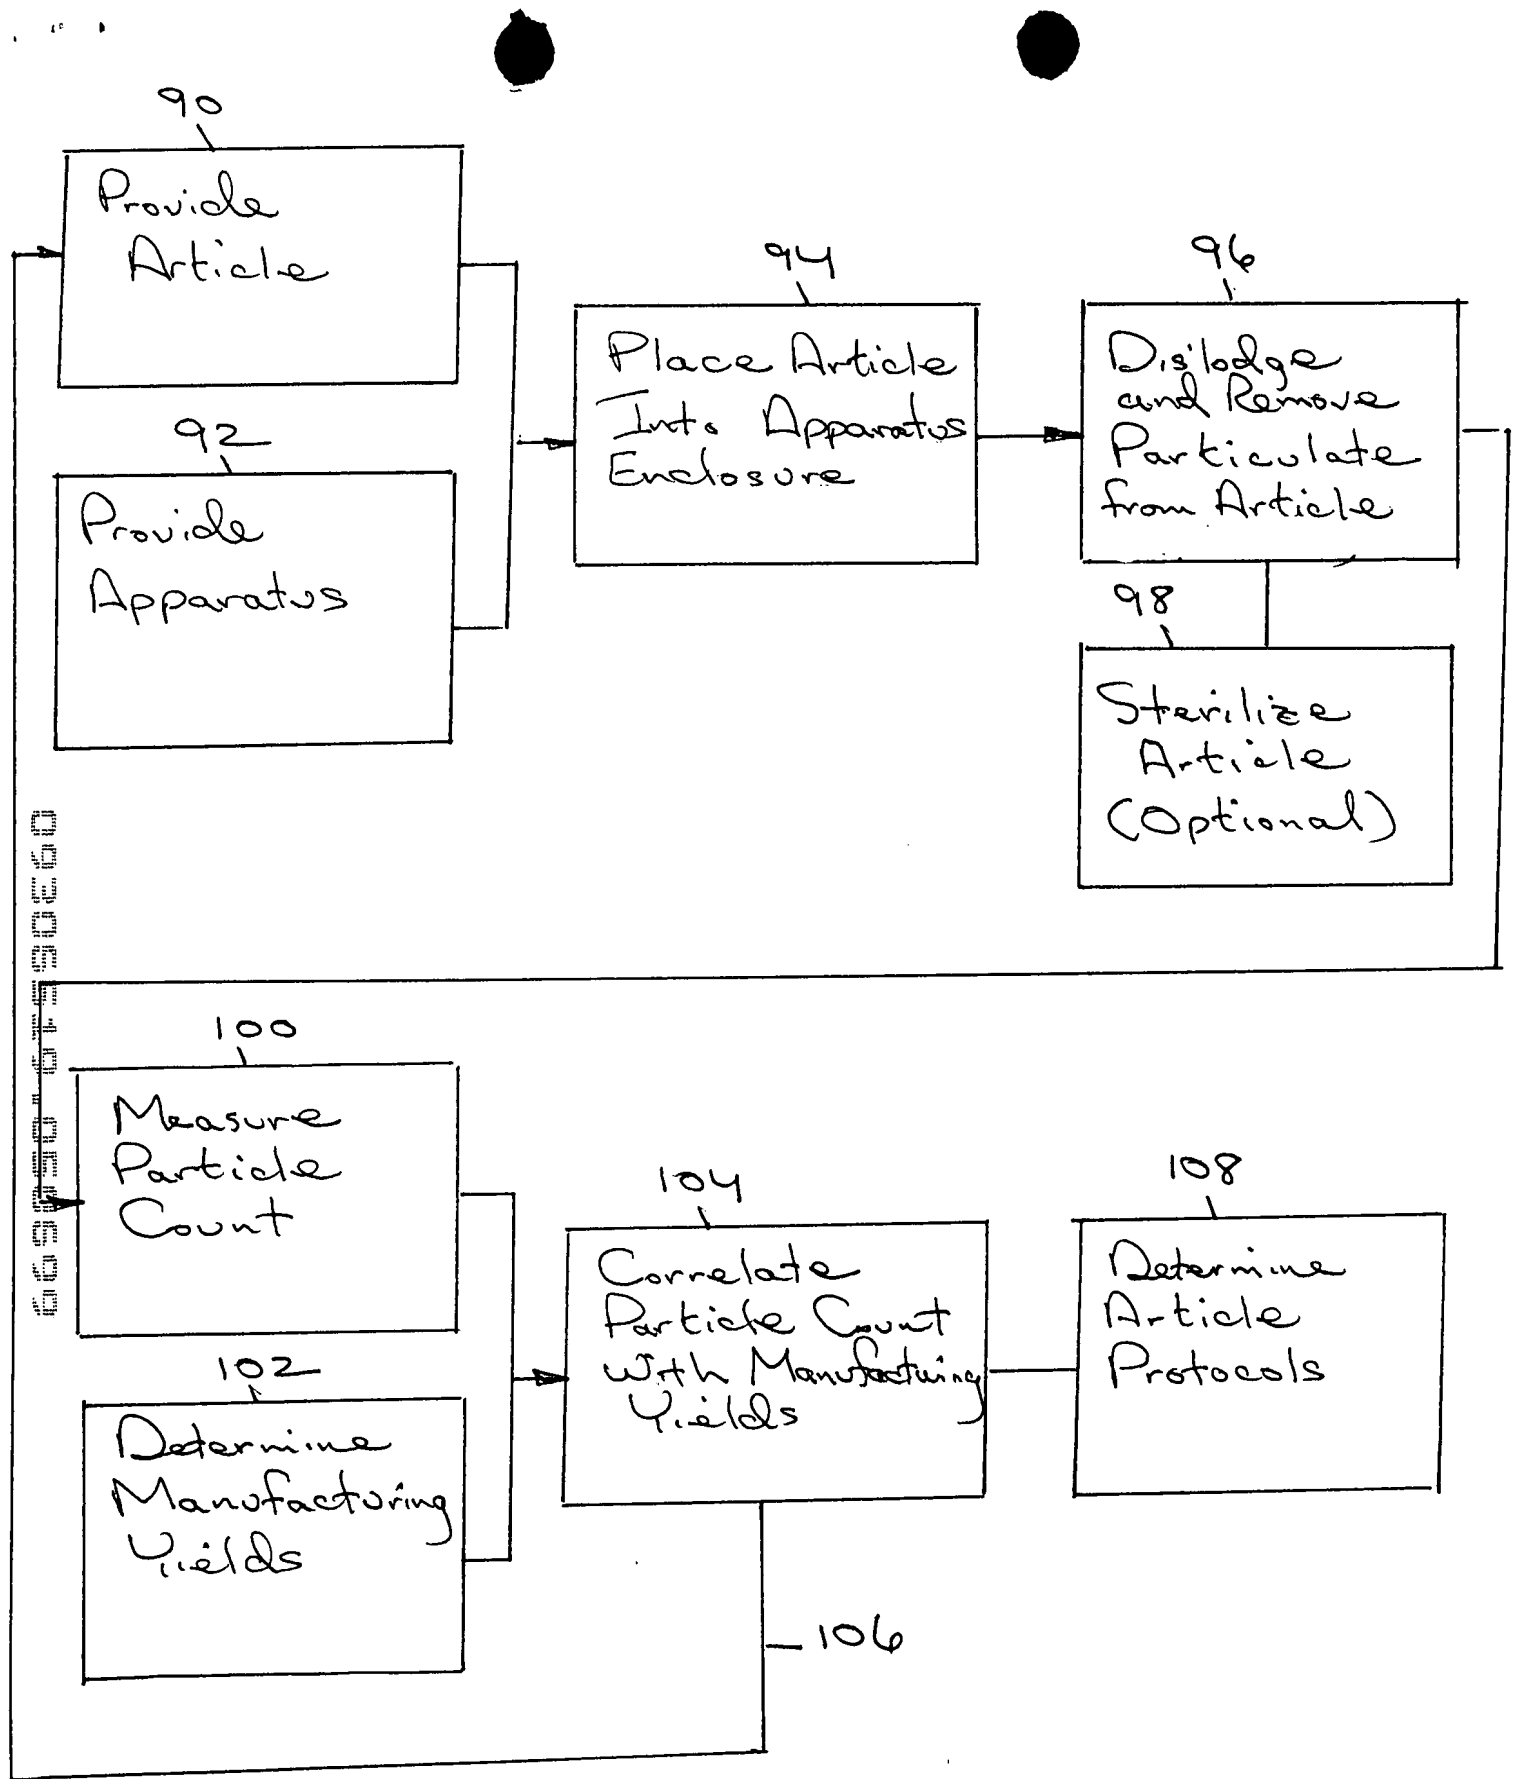 90
Provide
Article
92
Provide
Apparatus
94
Place Article
Into Apparatus
Enclosure
96
Dislodge
and Remove
Particulate
from Article
98
Sterilize
Article
(Optional)
100
Measure
Particle
Count
102
Determine
Manufacturing
Yields
104
Correlate
Particle Count
With Manufacturing
Yields
106
108
Determine
Article
Protocols